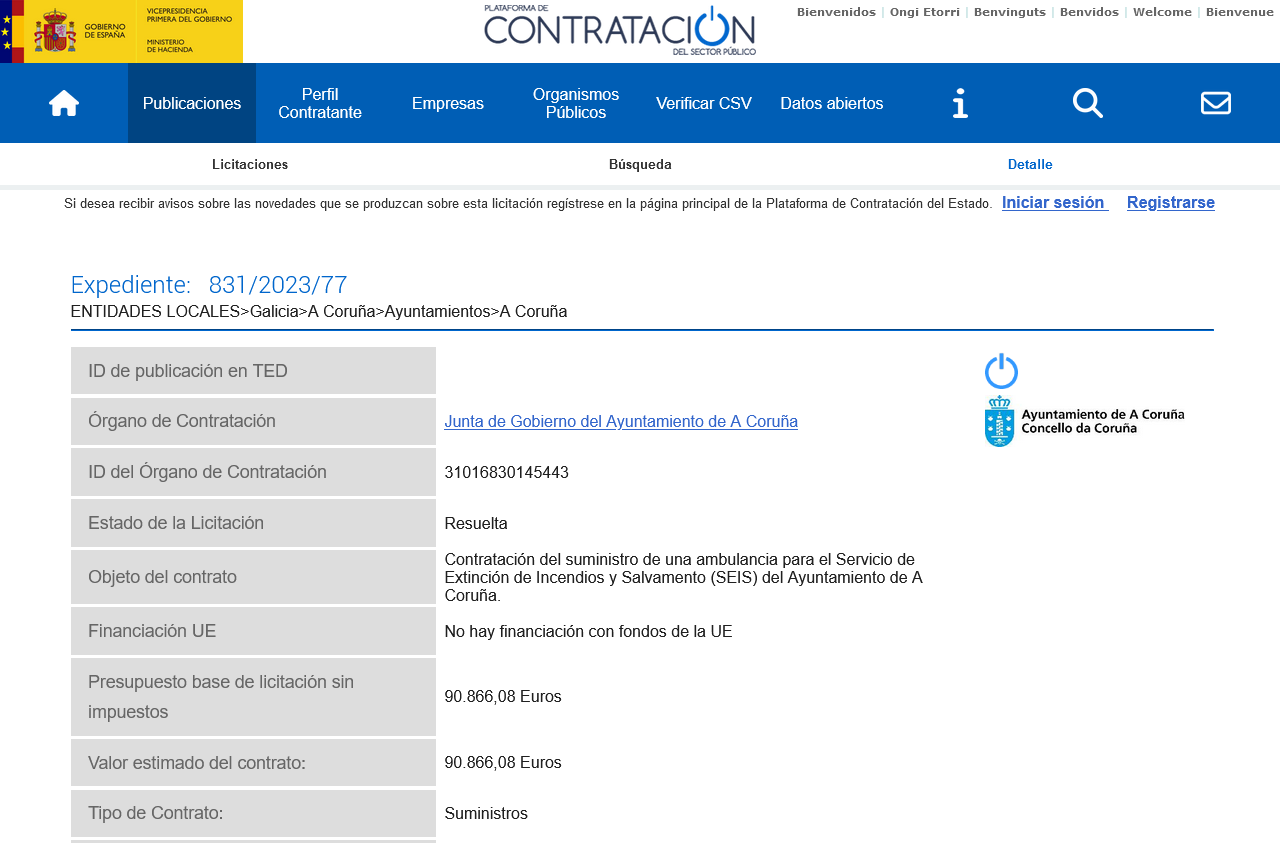 GOBIERNO
DE ESPAÑA
VICEPRESIDENCIA
PRIMERA DEL GOBIERNO
MINISTERIO
DE HACIENDA
PLATAFORMA DE
CONTRATACIÓN
DEL SECTOR PÚBLICO
Bienvenidos | Ongi Etorri | Benvinguts | Benvidos | Welcome | Bienvenue
Publicaciones
Perfil
Contratante
Empresas
Organismos
Públicos
Verificar CSV
Datos abiertos
Licitaciones
Búsqueda
Detalle
Si desea recibir avisos sobre las novedades que se produzcan sobre esta licitación regístrese en la página principal de la Plataforma de Contratación del Estado. Iniciar sesión Registrarse
Expediente: 831/2023/77
ENTIDADES LOCALES>Galicia>A Coruña>Ayuntamientos>A Coruña
ID de publicación en TED
Órgano de Contratación
Junta de Gobierno del Ayuntamiento de A Coruña
Ayuntamiento de A Coruña
Concello da Coruña
ID del Órgano de Contratación
31016830145443
Estado de la Licitación
Resuelta
Objeto del contrato
Contratación del suministro de una ambulancia para el Servicio de
Extinción de Incendios y Salvamento (SEIS) del Ayuntamiento de A
Coruña.
Financiación UE
No hay financiación con fondos de la UE
Presupuesto base de licitación sin
impuestos
90.866,08 Euros
Valor estimado del contrato:
90.866,08 Euros
Tipo de Contrato:
Suministros